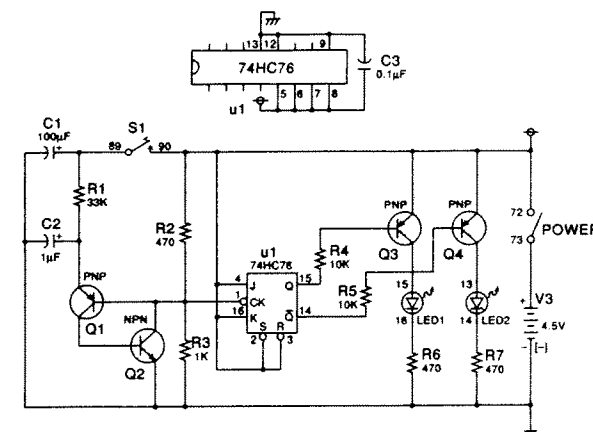 13 12 9
74HC76
C3
0.1µF
5 6 7 8
u1
C1
100µF
S1
89 90
R1
33K
C2
1µF
R2
470
PNP
Q1
NPN
Q2
R3
1K
u1
74HC76
4 J Q 15
1 CK
16 K Q 14
S R
2 3
R4
10K
R5
10K
PNP
Q3
PNP
Q4
15
16 LED1
13
14 LED2
R6
470
R7
470
72
73
POWER
V3
+
4.5V
- [-]